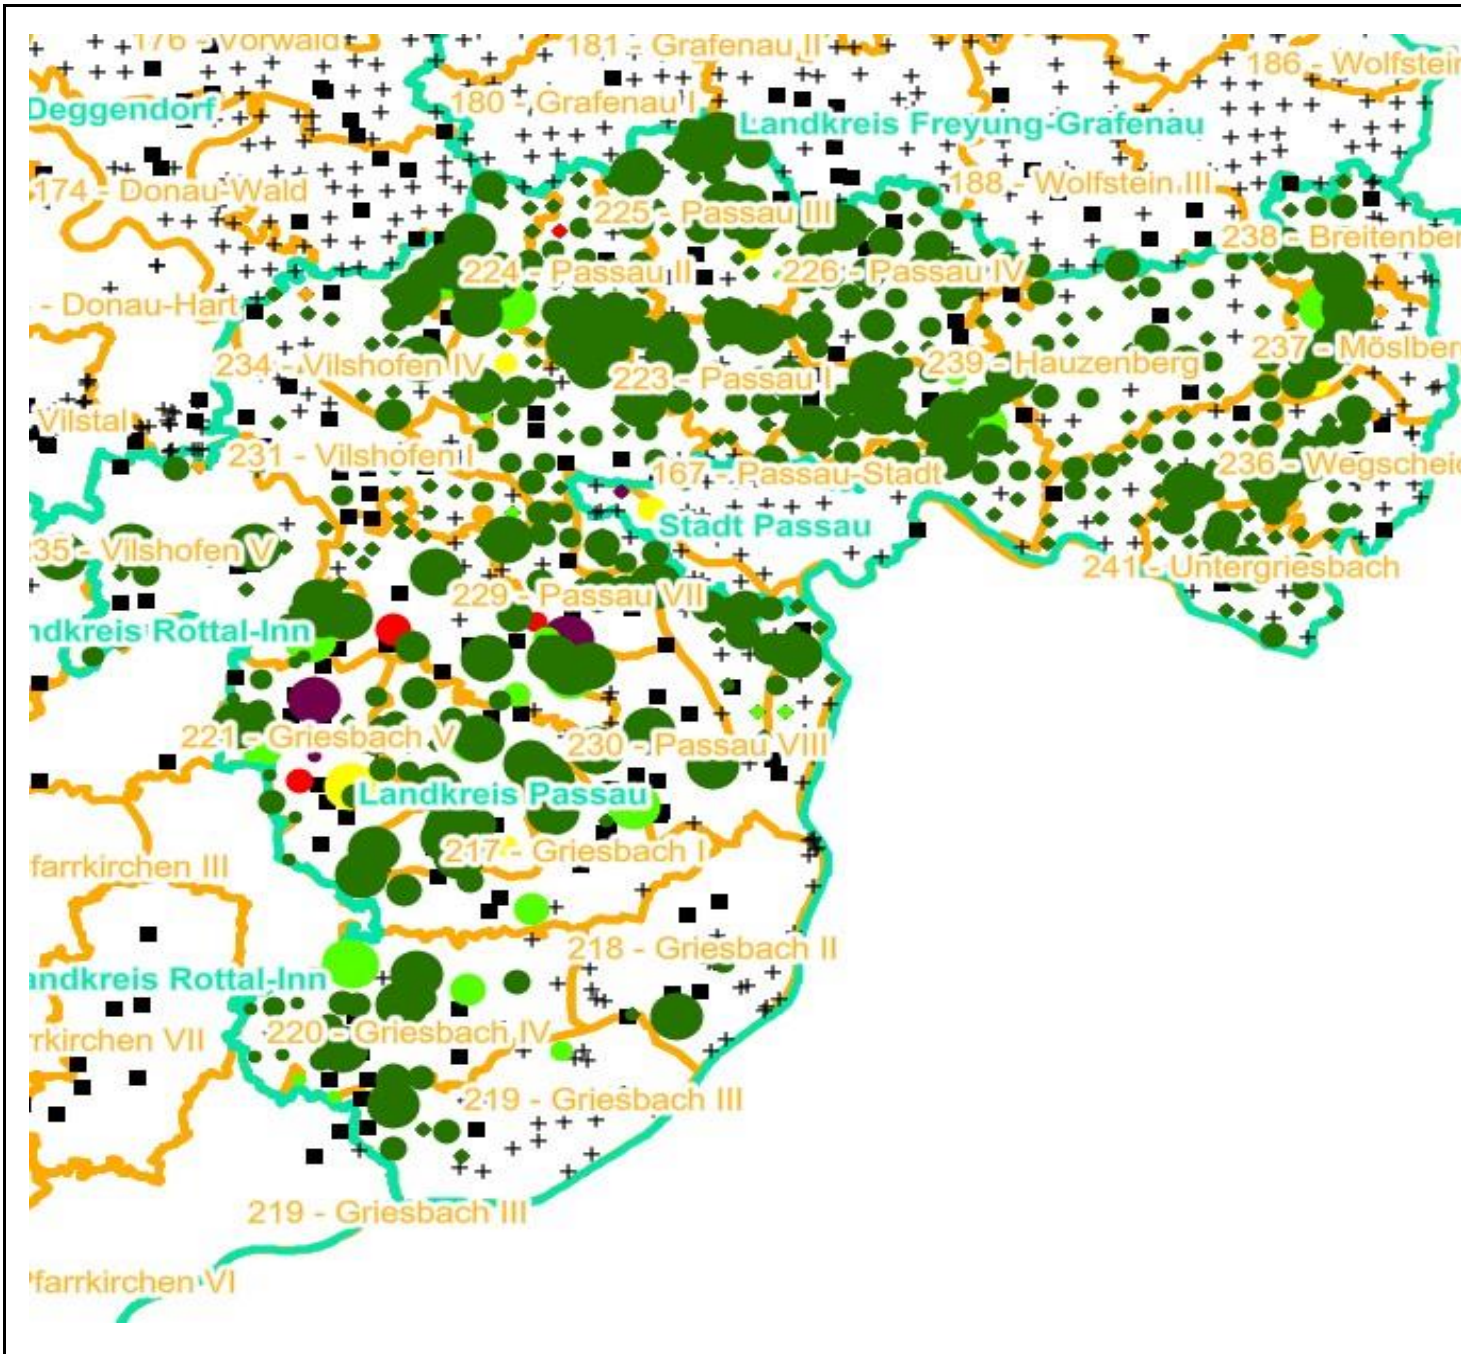 176 - Vorwald
181 - Grafenau II
186 - Wolfstein
180 - Grafenau I
Deggendorf
Landkreis Freyung-Grafenau
174 - Donau-Wald
188 - Wolfstein III
225 - Passau III
238 - Breitenber
224 - Passau II
226 - Passau IV
- Donau-Hart
234 - Vilshofen IV
223 - Passau I
239 - Hauzenberg
237 - Möslber
Vilstal
231 - Vilshofen I
167 - Passau-Stadt
236 - Wegscheid
Stadt Passau
35 - Vilshofen V
241 - Untergriesbach
229 - Passau VII
ndkreis Rottal-Inn
221 - Griesbach V
230 - Passau VIII
Landkreis Passau
217 - Griesbach I
farrkirchen III
218 - Griesbach II
andkreis Rottal-Inn
220 - Griesbach IV
rrkirchen VII
219 - Griesbach III
219 - Griesbach III
Pfarrkirchen VI